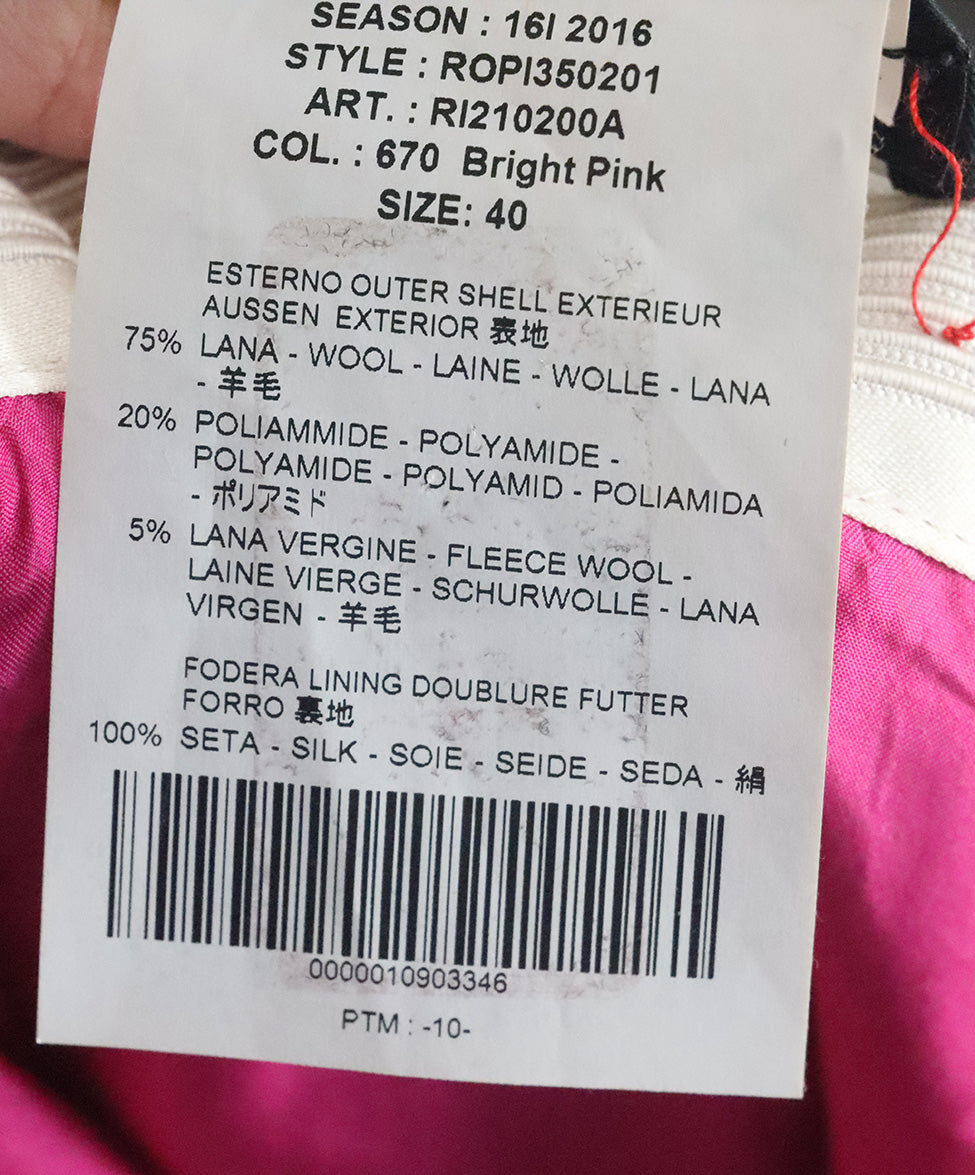 SEASON : 16I 2016
STYLE : ROPI350201
ART. : RI210200A
COL. : 670 Bright Pink
SIZE: 40
ESTERNO OUTER SHELL EXTERIEUR
AUSSEN EXTERIOR 表地
75% LANA - WOOL - LAINE - WOLLE - LANA
- 羊毛
20% POLIAMMIDE - POLYAMIDE -
POLYAMIDE - POLYAMID - POLIAMIDA
- ポリアミド
5% LANA VERGINE - FLEECE WOOL -
LAINE VIERGE - SCHURWOLLE - LANA
VIRGEN - 羊毛
FODERA LINING DOUBLURE FUTTER
FORRO 裏地
100% SETA - SILK - SOIE - SEIDE - SEDA - 絹
0000010903346
PTM : -10-